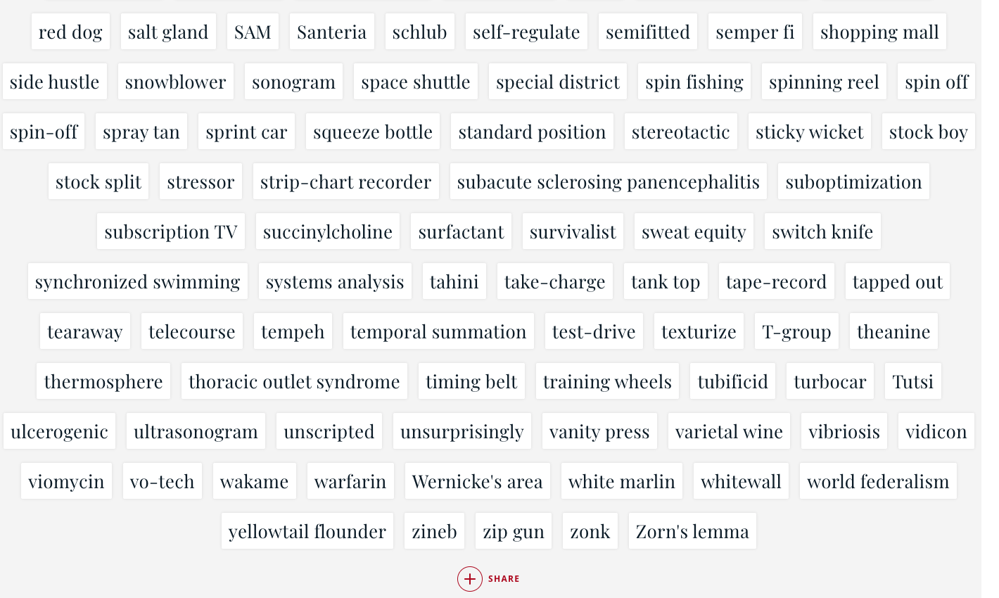 red dog salt gland SAM Santeria schlub self-regulate semifitted semper fi shopping mall
side hustle snowblower sonogram space shuttle special district spin fishing spinning reel spin off
spin-off spray tan sprint car squeeze bottle standard position stereotactic sticky wicket stock boy
stock split stressor strip-chart recorder subacute sclerosing panencephalitis suboptimization
subscription TV succinylcholine surfactant survivalist sweat equity switch knife
synchronized swimming systems analysis tahini take-charge tank top tape-record tapped out
tearaway telecourse tempeh temporal summation test-drive texturize T-group theanine
thermosphere thoracic outlet syndrome timing belt training wheels tubificid turbocar Tutsi
ulcerogenic ultrasonogram unscripted unsurprisingly vanity press varietal wine vibriosis vidicon
viomycin vo-tech wakame warfarin Wernicke's area white marlin whitewall world federalism
yellowtail flounder zineb zip gun zonk Zorn's lemma
SHARE